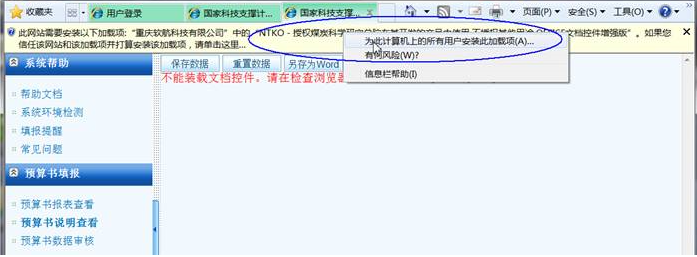 收藏夹 用户登录 国家科技支撑计... 国家科技支撑... 页面(P) 安全(S) 工具(O)
此网站需要安装以下加载项:“重庆软航科技有限公司”中的“NTKO - 授权煤炭科学研究总院在其开发的产品中使用,不得授其他用途 OFFICE文档控件增强版”。如果您
信任该网站和该加载项并打算安装该加载项,请单击这里...
为此计算机上的所有用户安装此加载项(A)...
有何风险(W)?
信息栏帮助(I)
系统帮助
保存数据 重置数据 另存为Word
不能装载文档控件。请在检查浏览器
帮助文档
系统环境检测
填报提醒
常见问题
预算书填报
预算书报表查看
预算书说明查看
预算书数据审核